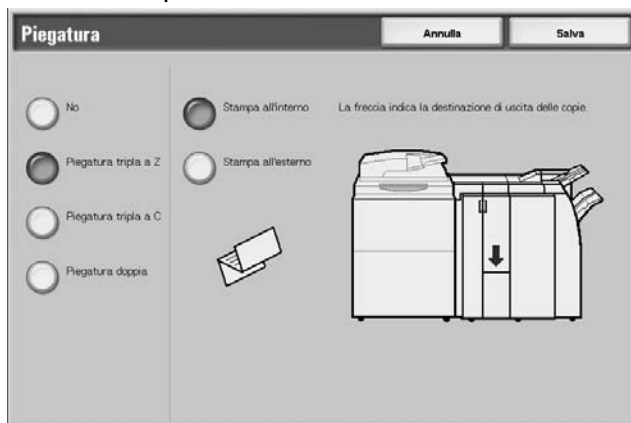 Piegatura
Annulla
Salva
No
Piegatura tripla a Z
Piegatura tripla a C
Piegatura doppia
Stampa all'interno
Stampa all'esterno
La freccia indica la destinazione di uscita delle copie.